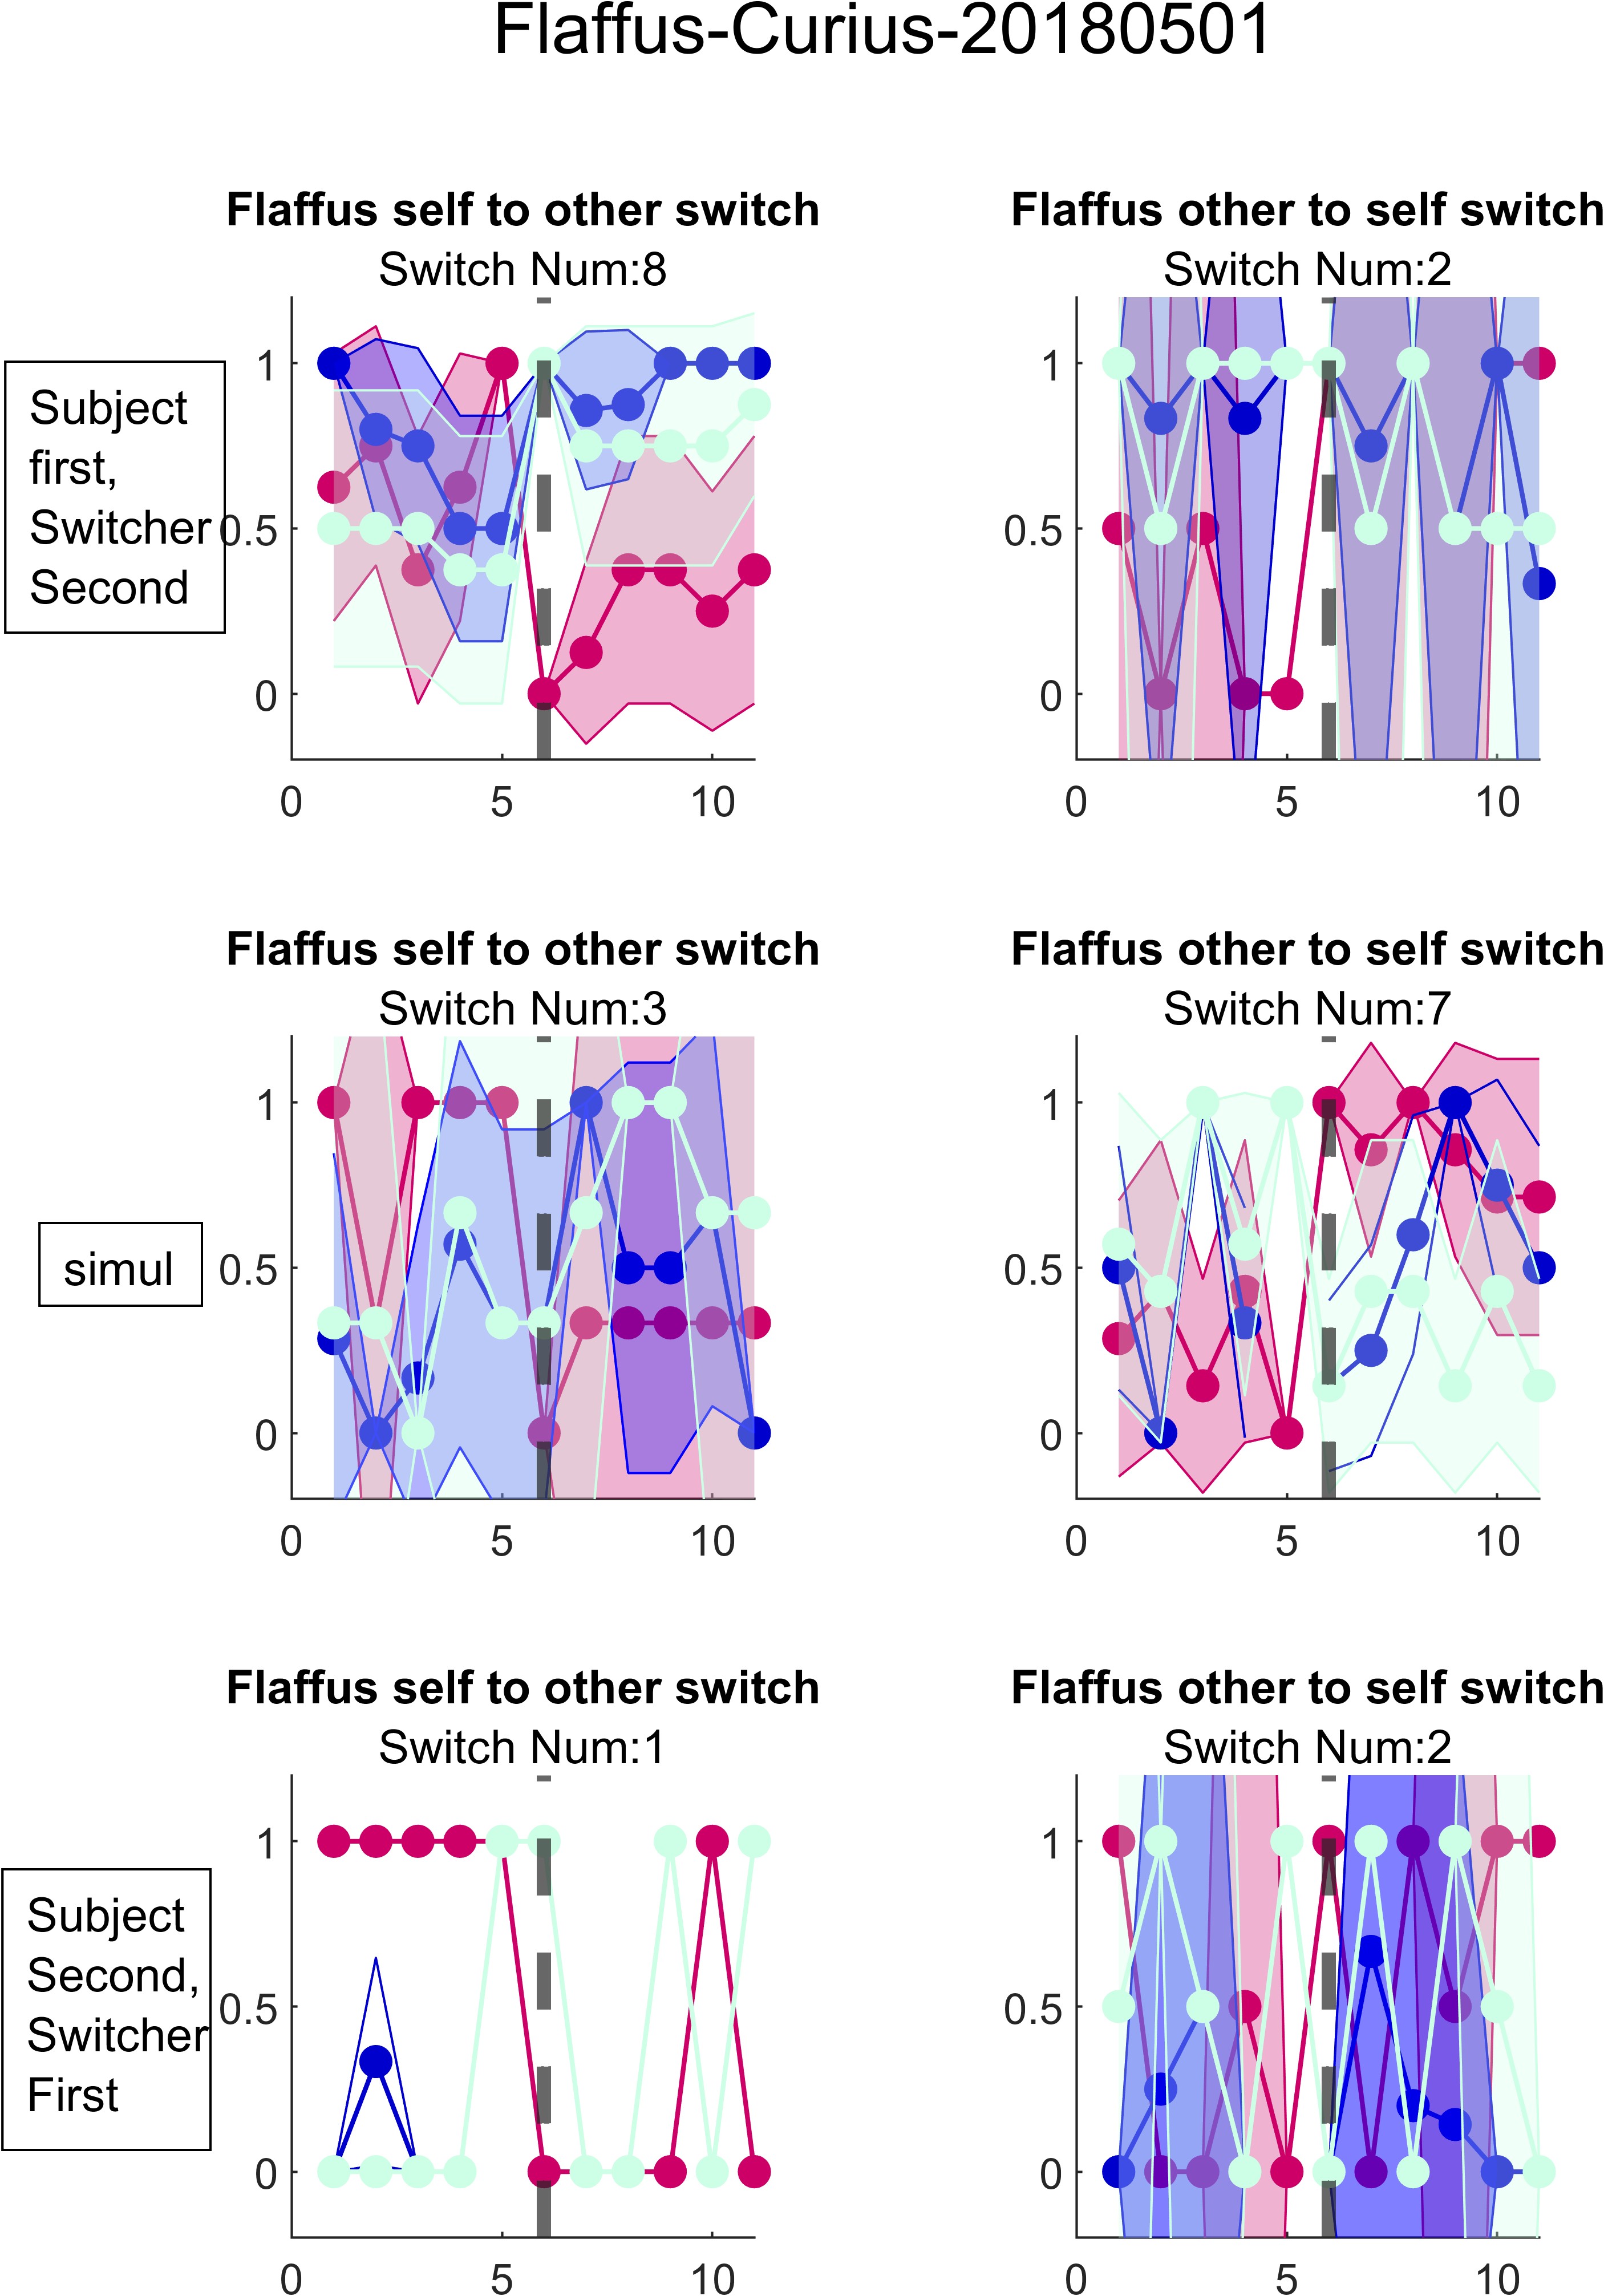 Flaffus-Curius-20180501
Flaffus self to other switch
Switch Num:8
Flaffus other to self switch
Switch Num:2
Subject
first,
Switcher
Second
1
0.5
0
0
5
10
1
0.5
0
0
5
10
Flaffus self to other switch
Switch Num:3
Flaffus other to self switch
Switch Num:7
simul
1
0.5
0
0
5
10
1
0.5
0
0
5
10
Flaffus self to other switch
Switch Num:1
Flaffus other to self switch
Switch Num:2
Subject
Second,
Switcher
First
1
0.5
0
0
5
10
1
0.5
0
0
5
10